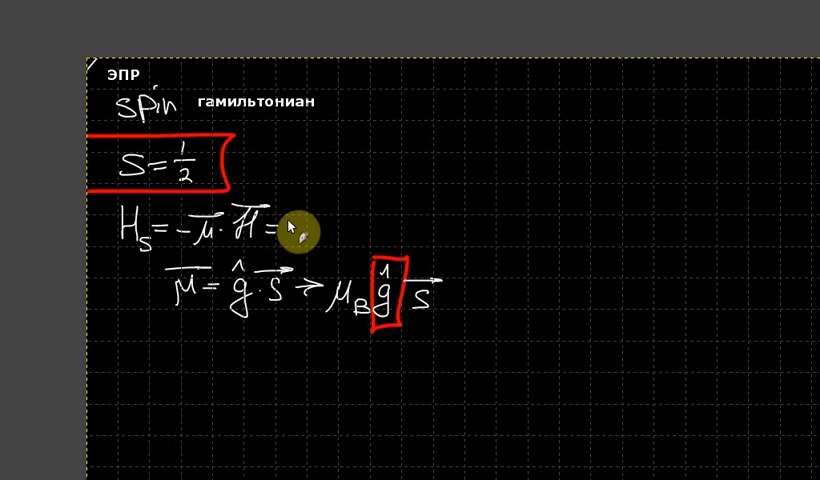 ЭПР
spin гамильтониан
S = 1/2
H_S = -μ⃗ · H⃗ =
μ⃗ = ĝ · S⃗ → μ_B ĝ S⃗